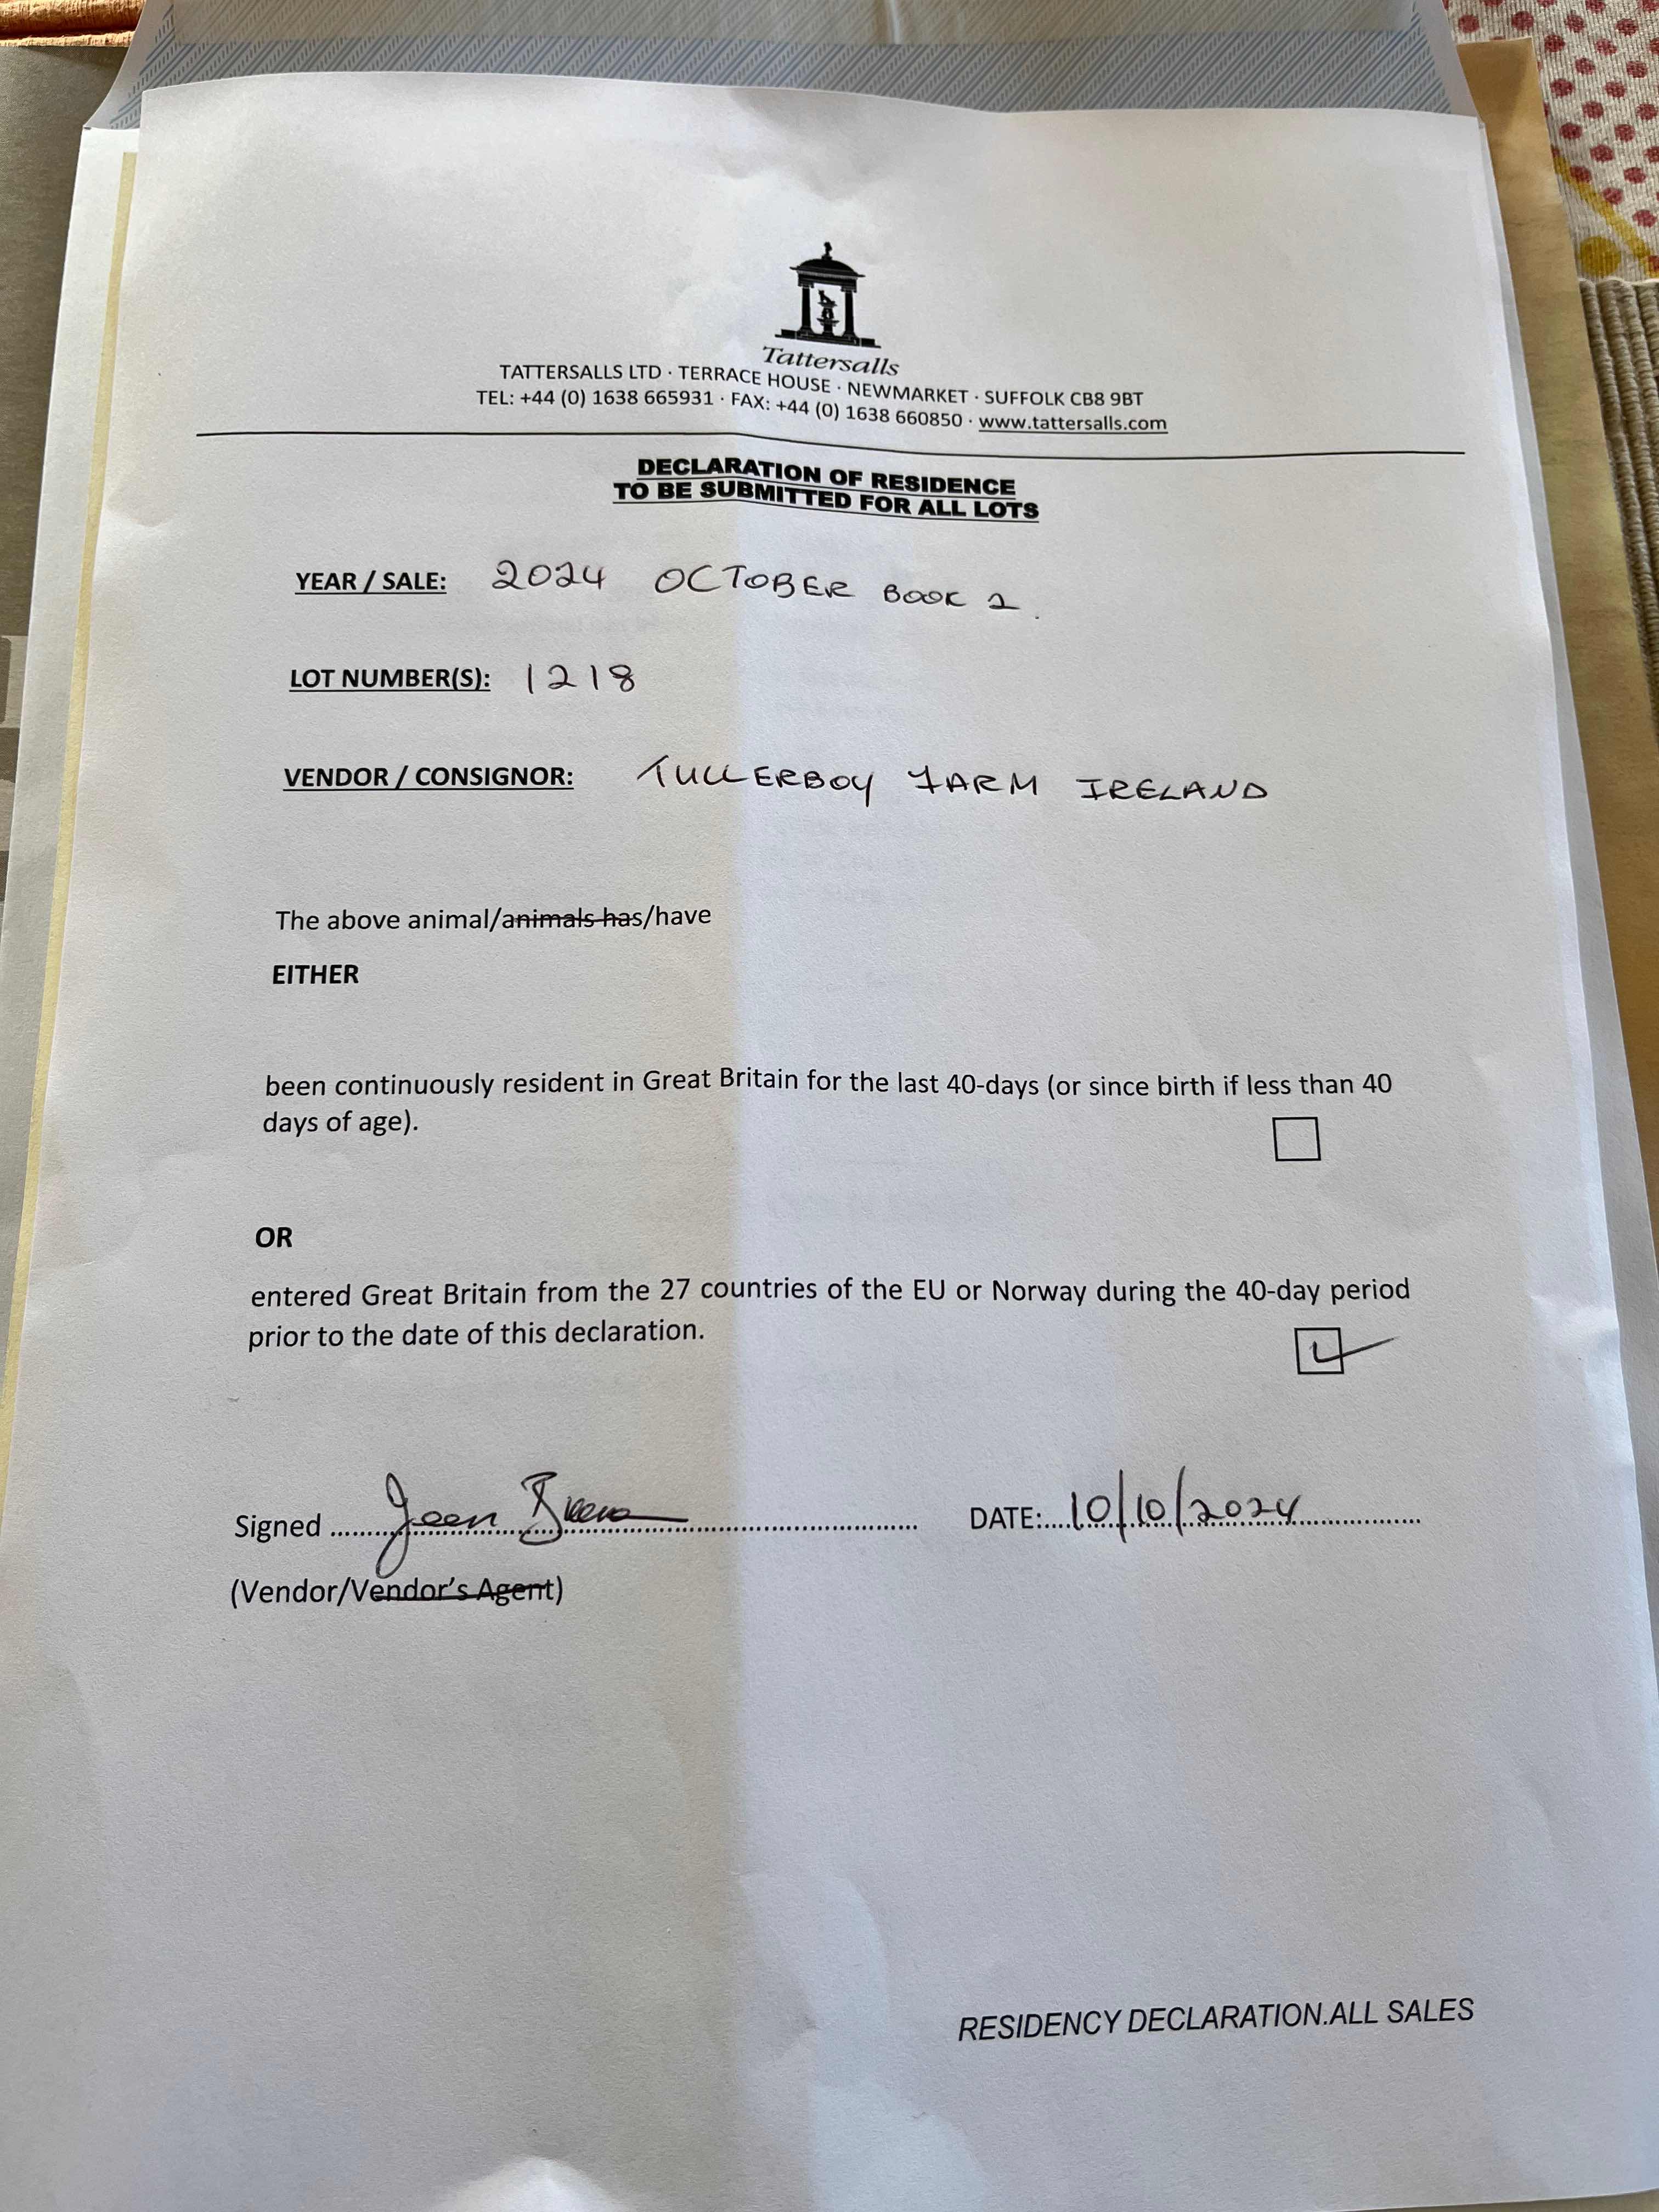 Tattersalls
TATTERSALLS LTD · TERRACE HOUSE · NEWMARKET · SUFFOLK CB8 9BT
TEL: +44 (0) 1638 665931 · FAX: +44 (0) 1638 660850 · www.tattersalls.com
DECLARATION OF RESIDENCE
TO BE SUBMITTED FOR ALL LOTS
YEAR / SALE: 2024 OCTOBER BOOK 2.
LOT NUMBER(S): 1218
VENDOR / CONSIGNOR: TULLERBOY FARM IRELAND
The above animal/animals has/have
EITHER
been continuously resident in Great Britain for the last 40-days (or since birth if less than 40
days of age).
OR
entered Great Britain from the 27 countries of the EU or Norway during the 40-day period
prior to the date of this declaration.
Signed ........ DATE:....10/10/2024........
(Vendor/Vendor's Agent)
RESIDENCY DECLARATION.ALL SALES